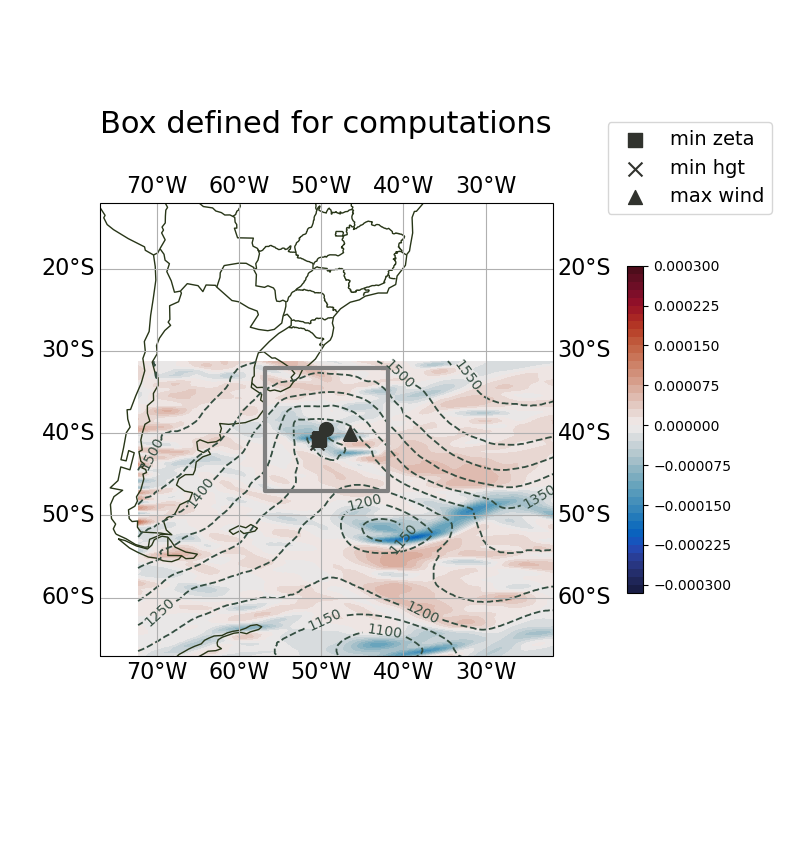 Box defined for computations
min zeta
min hgt
max wind
70°W 60°W 50°W 40°W 30°W
20°S 20°S
30°S 30°S
40°S 40°S
50°S 50°S
60°S 60°S
70°W 60°W 50°W 40°W 30°W
1500
1550
1500
1400
1200
1350
1150
1250
1150
1200
1100
0.000300
0.000225
0.000150
0.000075
0.000000
−0.000075
−0.000150
−0.000225
−0.000300